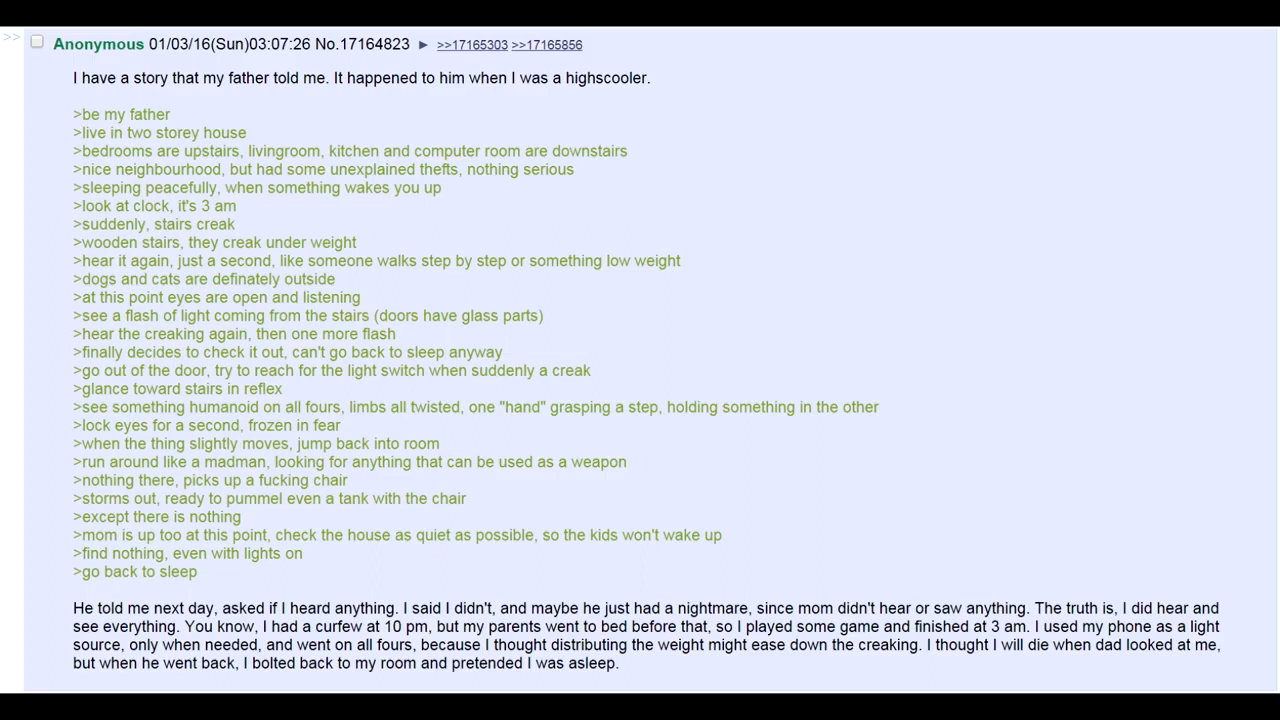 >>
Anonymous 01/03/16(Sun)03:07:26 No.17164823 ► >>17165303 >>17165856
I have a story that my father told me. It happened to him when I was a highscooler.
>be my father
>live in two storey house
>bedrooms are upstairs, livingroom, kitchen and computer room are downstairs
>nice neighbourhood, but had some unexplained thefts, nothing serious
>sleeping peacefully, when something wakes you up
>look at clock, it's 3 am
>suddenly, stairs creak
>wooden stairs, they creak under weight
>hear it again, just a second, like someone walks step by step or something low weight
>dogs and cats are definately outside
>at this point eyes are open and listening
>see a flash of light coming from the stairs (doors have glass parts)
>hear the creaking again, then one more flash
>finally decides to check it out, can't go back to sleep anyway
>go out of the door, try to reach for the light switch when suddenly a creak
>glance toward stairs in reflex
>see something humanoid on all fours, limbs all twisted, one "hand" grasping a step, holding something in the other
>lock eyes for a second, frozen in fear
>when the thing slightly moves, jump back into room
>run around like a madman, looking for anything that can be used as a weapon
>nothing there, picks up a fucking chair
>storms out, ready to pummel even a tank with the chair
>except there is nothing
>mom is up too at this point, check the house as quiet as possible, so the kids won't wake up
>find nothing, even with lights on
>go back to sleep
He told me next day, asked if I heard anything. I said I didn't, and maybe he just had a nightmare, since mom didn't hear or saw anything. The truth is, I did hear and
see everything. You know, I had a curfew at 10 pm, but my parents went to bed before that, so I played some game and finished at 3 am. I used my phone as a light
source, only when needed, and went on all fours, because I thought distributing the weight might ease down the creaking. I thought I will die when dad looked at me,
but when he went back, I bolted back to my room and pretended I was asleep.